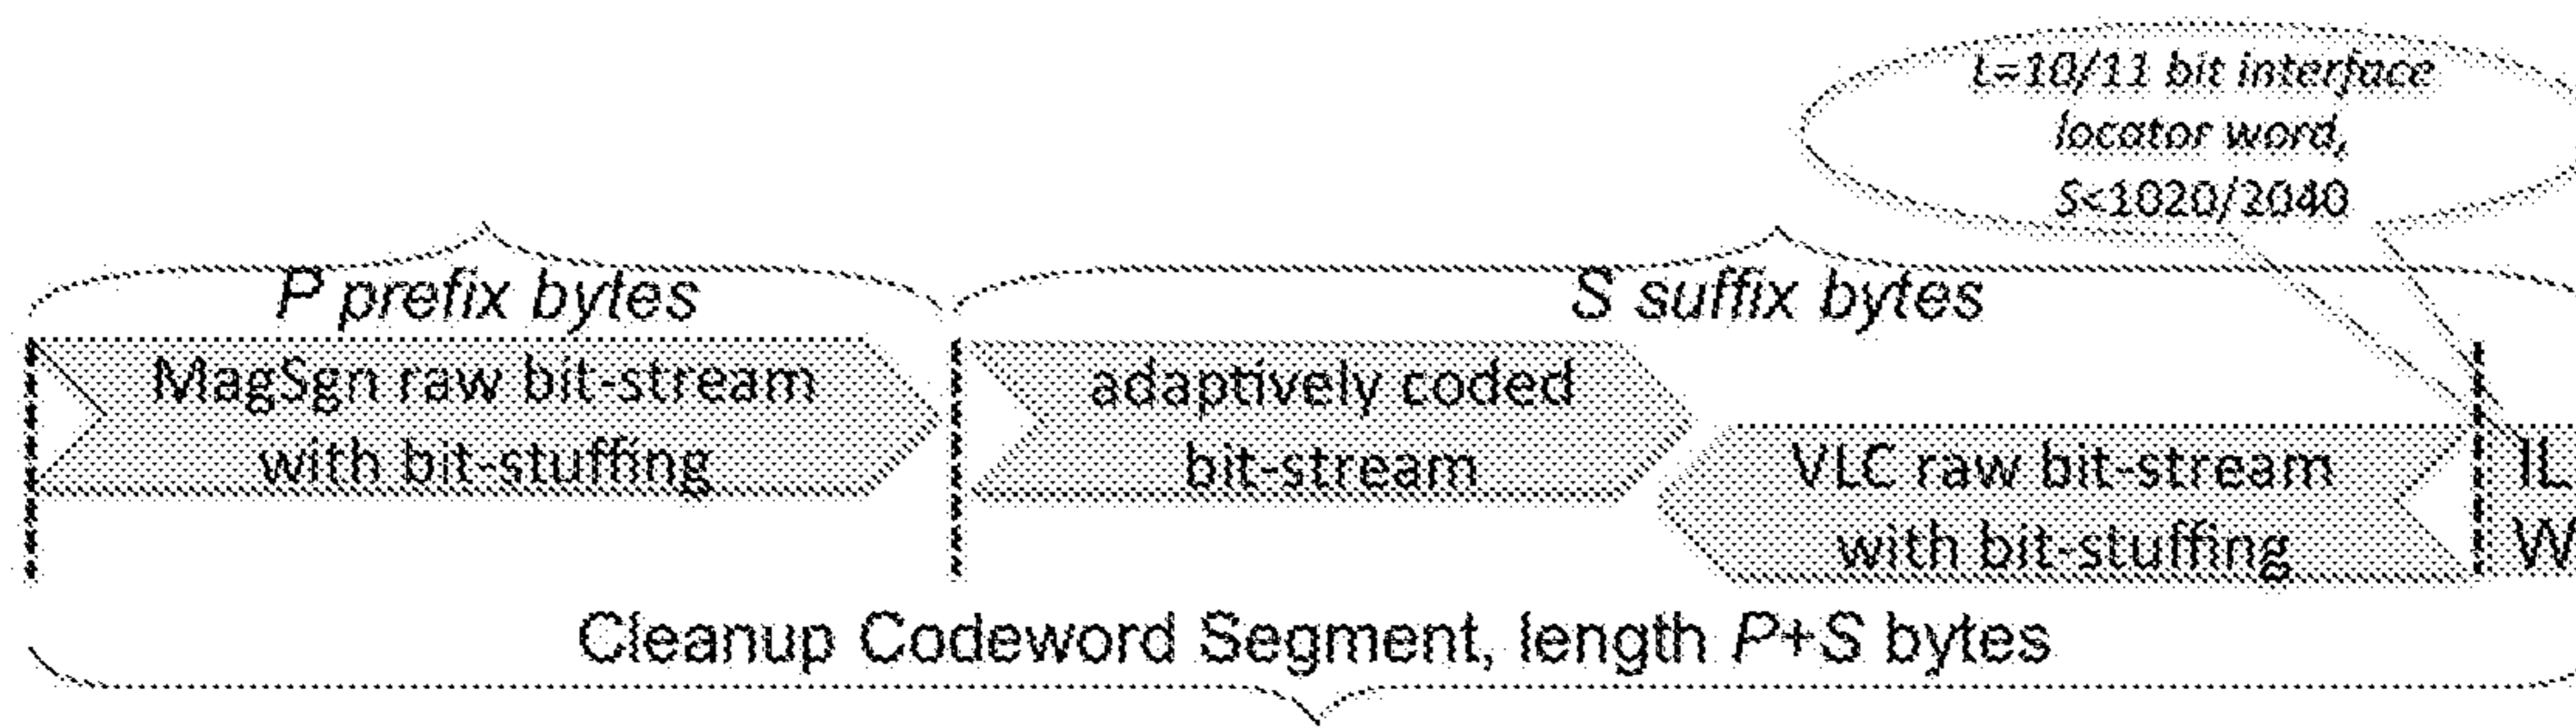 L=10/11 bit interface
locator word,
S<1020/2040
P prefix bytes
S suffix bytes
MagSgn raw bit-stream
with bit-stuffing
adaptively coded
bit-stream
VLC raw bit-stream
with bit-stuffing
Cleanup Codeword Segment, length P+S bytes